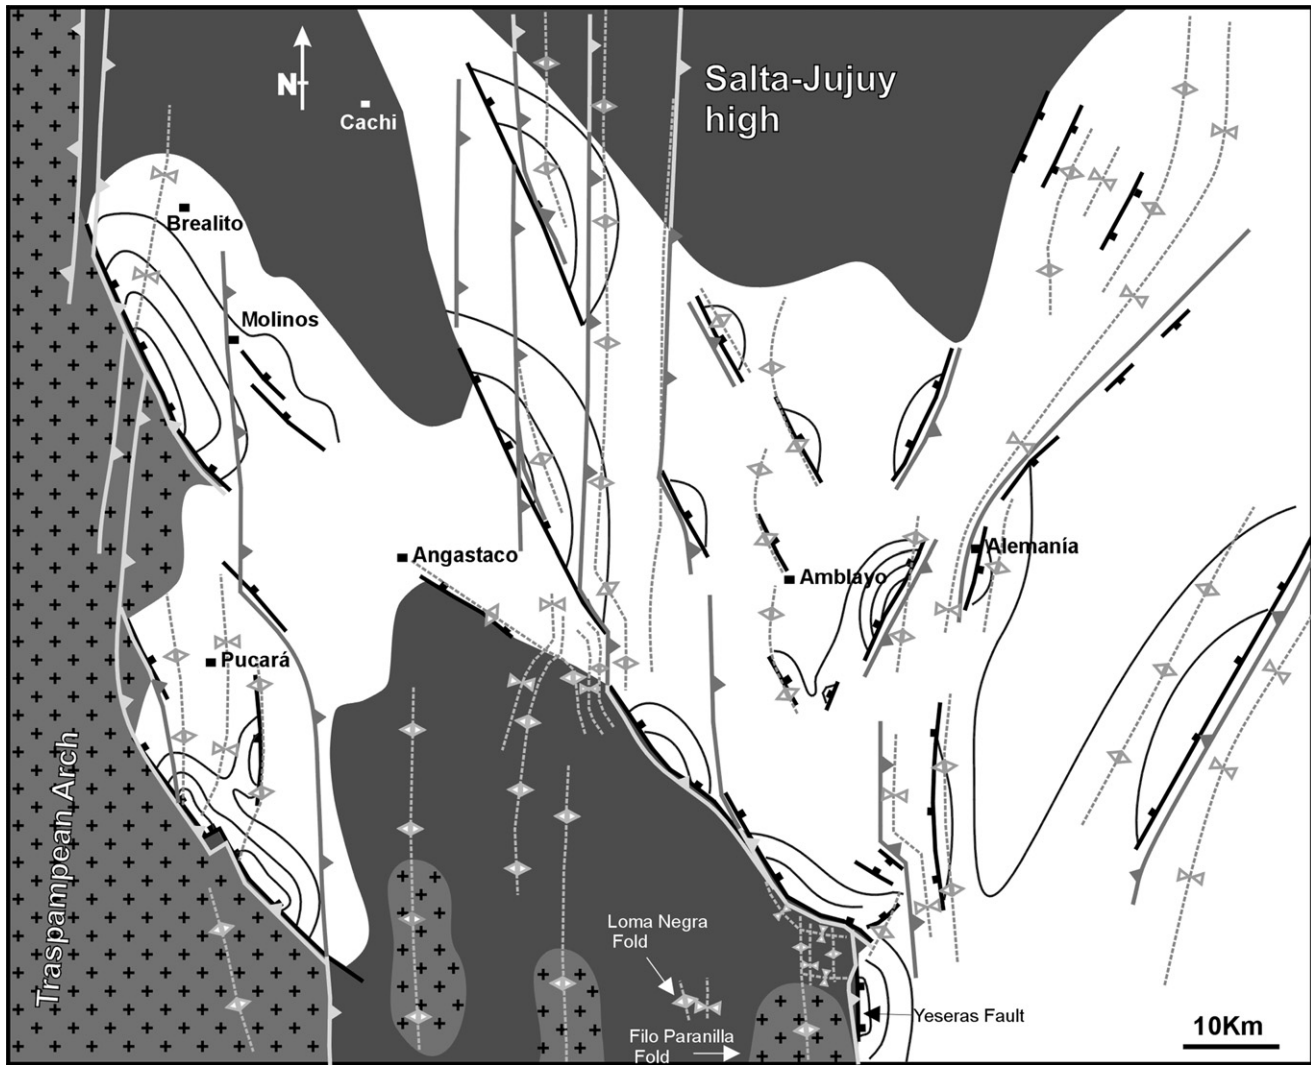 Salta-Jujuy
high
N
Cachi
Brealito
Molinos
Angastaco
Amblayo
Alemanía
Pucará
Traspampean Arch
Loma Negra
Fold
Filo Paranilla
Fold
Yeseras Fault
10Km